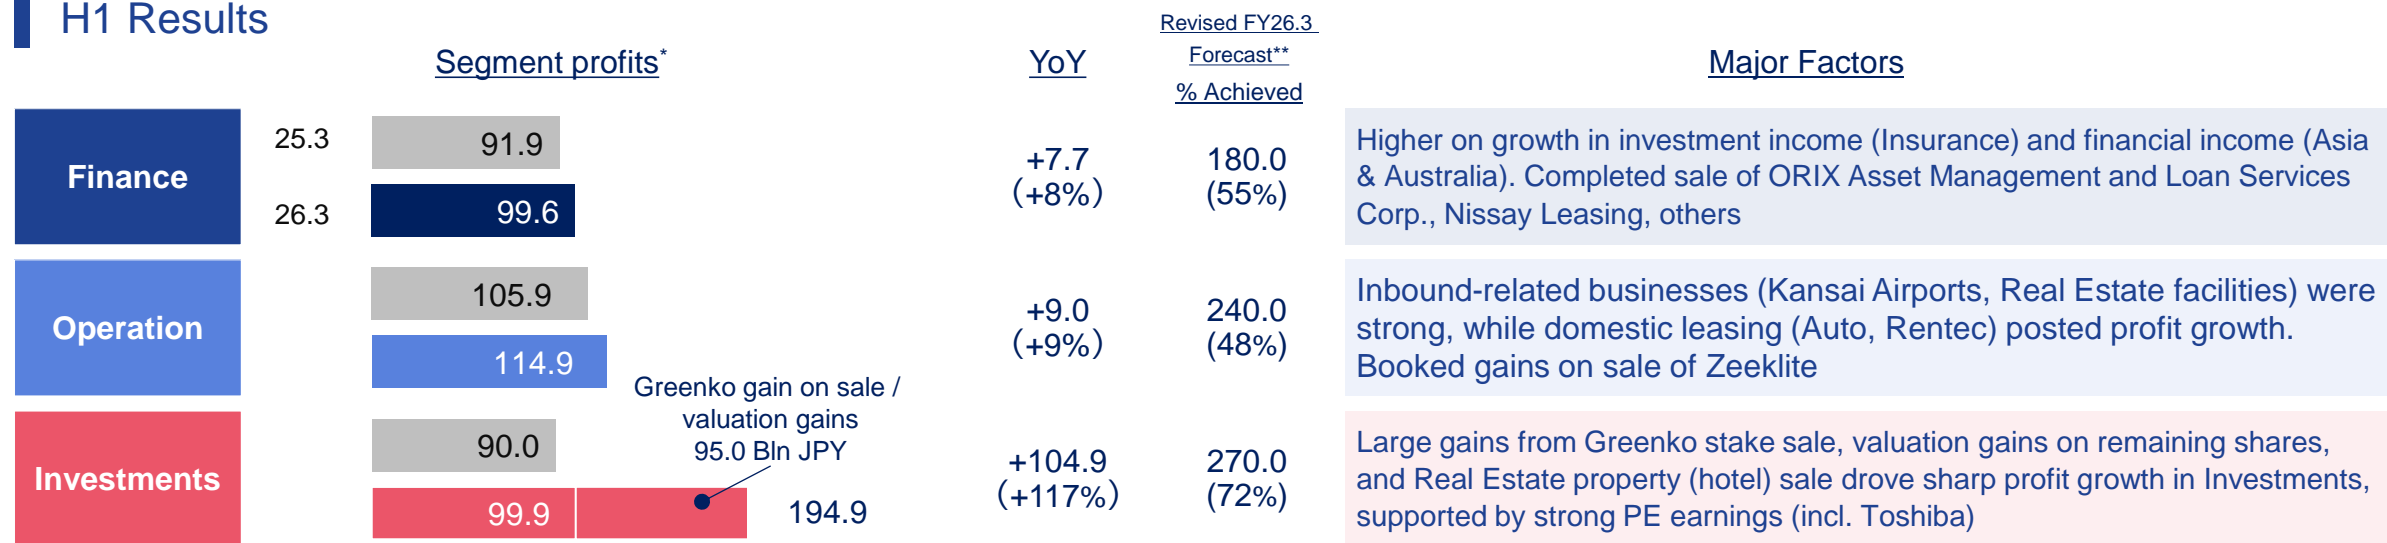 H1 Results
Segment profits*
YoY
Revised FY26.3
Forecast**
% Achieved
Major Factors
Finance
25.3
91.9
26.3
99.6
+7.7
(+8%)
180.0
(55%)
Higher on growth in investment income (Insurance) and financial income (Asia
& Australia). Completed sale of ORIX Asset Management and Loan Services
Corp., Nissay Leasing, others
Operation
105.9
114.9
+9.0
(+9%)
240.0
(48%)
Inbound-related businesses (Kansai Airports, Real Estate facilities) were
strong, while domestic leasing (Auto, Rentec) posted profit growth.
Booked gains on sale of Zeeklite
Investments
90.0
99.9
Greenko gain on sale /
valuation gains
95.0 Bln JPY
194.9
+104.9
(+117%)
270.0
(72%)
Large gains from Greenko stake sale, valuation gains on remaining shares,
and Real Estate property (hotel) sale drove sharp profit growth in Investments,
supported by strong PE earnings (incl. Toshiba)